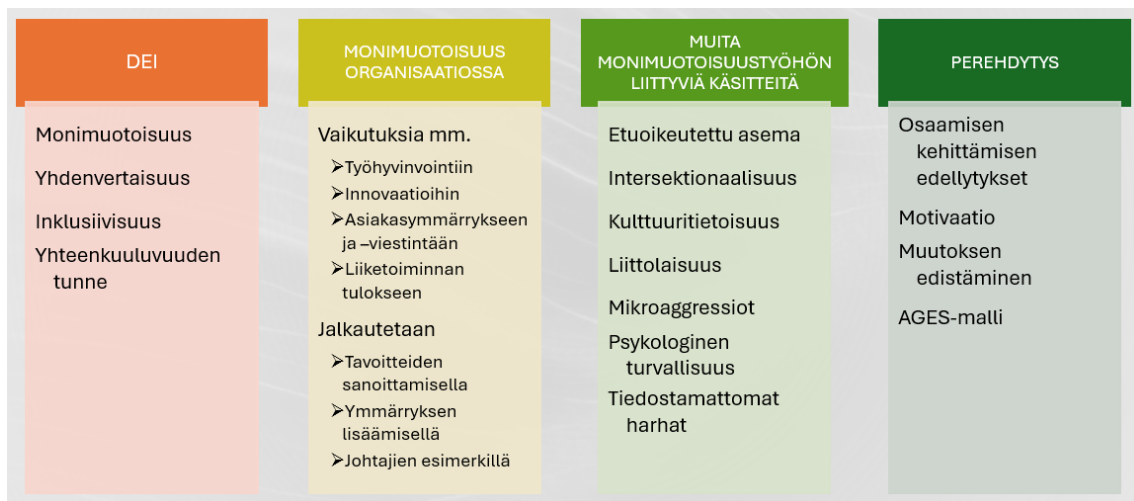 DEI
Monimuotoisuus
Yhdenvertaisuus
Inklusiivisuus
Yhteenkuuluvuuden
tunne
MONIMUOTOISUUS
ORGANISAATIOSSA
Vaikutuksia mm.
➢Työhyvinvointiin
➢Innovaatioihin
➢Asiakasymmärrykseen
ja –viestintään
➢Liiketoiminnan
tulokseen
Jalkautetaan
➢Tavoitteiden
sanoittamisella
➢Ymmärryksen
lisäämisellä
➢Johtajien esimerkillä
MUITA
MONIMUOTOISUUSTYÖHÖN
LIITTYVIÄ KÄSITTEITÄ
Etuoikeutettu asema
Intersektionaalisuus
Kulttuuritietoisuus
Liittolaisuus
Mikroaggressiot
Psykologinen
turvallisuus
Tiedostamattomat
harhat
PEREHDYTYS
Osaamisen
kehittämisen
edellytykset
Motivaatio
Muutoksen
edistäminen
AGES-malli